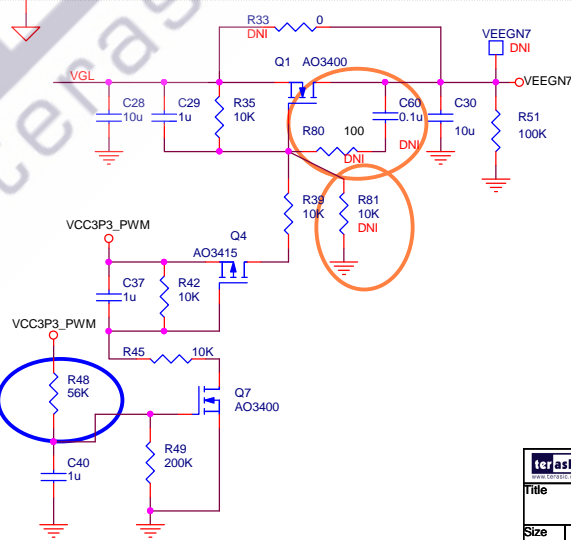 R33 0
DNI
VEEGN7
DNI
Q1 AO3400
VGL
VEEGN7
C28
10u
C29
1u
R35
10K
C60
0.1u
DNI
C30
10u
R51
100K
R80 100
DNI
R39
10K
R81
10K
DNI
VCC3P3_PWM
Q4
AO3415
C37
1u
R42
10K
VCC3P3_PWM
R45 10K
R48
56K
Q7
AO3400
R49
200K
C40
1u
teras
Title
Size
teras